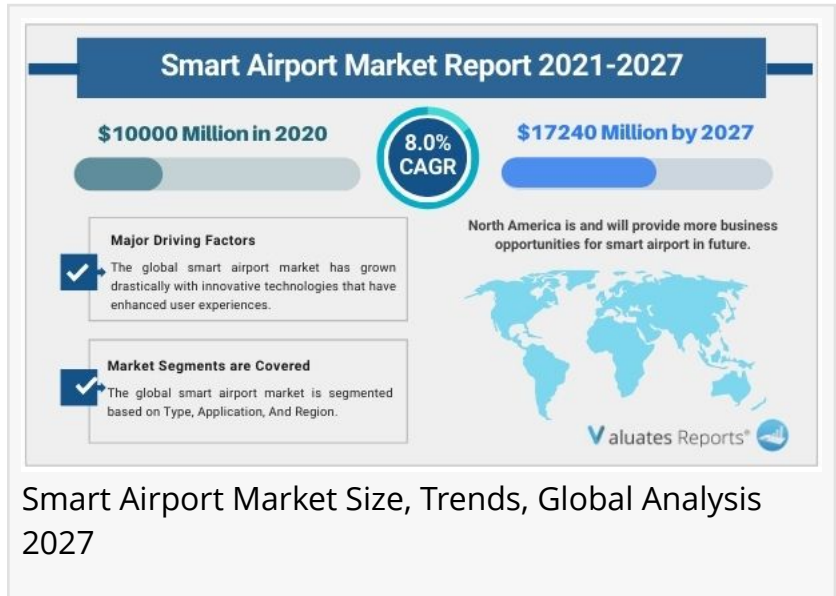 Smart Airport Market Report 2021-2027
$10000 Million in 2020
8.0%
CAGR
$17240 Million by 2027
Major Driving Factors
The global smart airport market has grown
drastically with innovative technologies that have
enhanced user experiences.
Market Segments are Covered
The global smart airport market is segmented
based on Type, Application, And Region.
North America is and will provide more business
opportunities for smart airport in future.
Valuates Reports®
Smart Airport Market Size, Trends, Global Analysis
2027